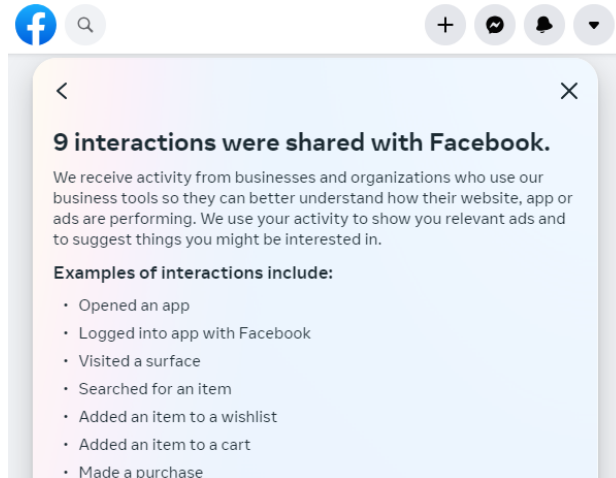 9 interactions were shared with Facebook.
We receive activity from businesses and organizations who use our
business tools so they can better understand how their website, app or
ads are performing. We use your activity to show you relevant ads and
to suggest things you might be interested in.
Examples of interactions include:
• Opened an app
• Logged into app with Facebook
• Visited a surface
• Searched for an item
• Added an item to a wishlist
• Added an item to a cart
• Made a purchase